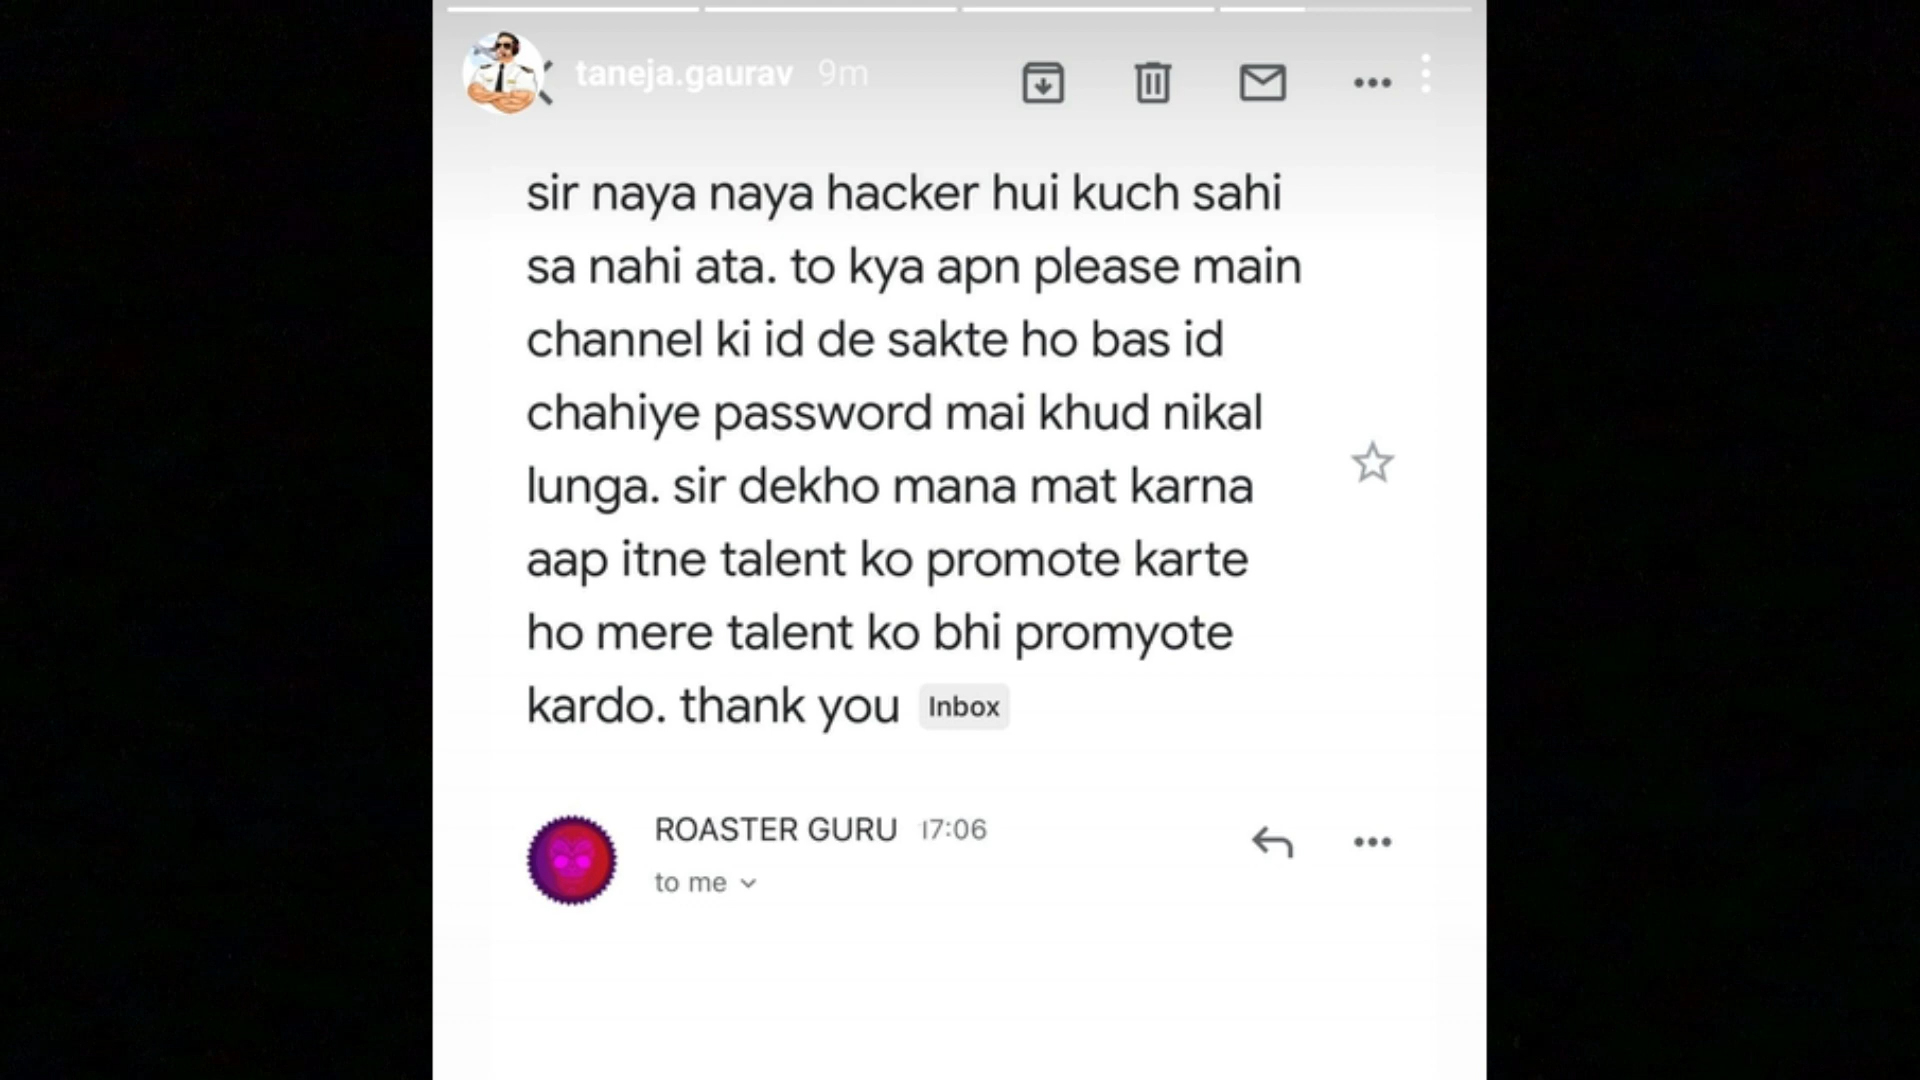 taneja.gaurav 9m
sir naya naya hacker hui kuch sahi
sa nahi ata. to kya apn please main
channel ki id de sakte ho bas id
chahiye password mai khud nikal
lunga. sir dekho mana mat karna
aap itne talent ko promote karte
ho mere talent ko bhi promyote
kardo. thank you Inbox
ROASTER GURU 17:06
to me